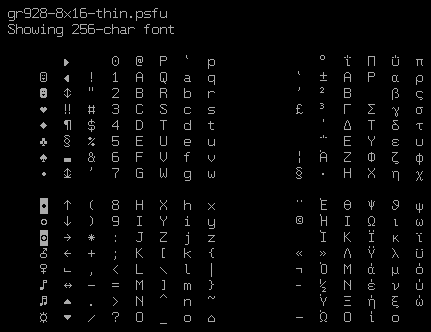 gr928-8x16-thin.psfu
Showing 256-char font
► 0 @ P ` p ° ΐ Π ΰ π
☺ ◄ ! 1 A Q a q ‛ ± Α Ρ α ρ
☻ ↕ " 2 B R b r ’ ² Β β ς
♥ ‼ # 3 C S c s £ ³ Γ Σ γ σ
♦ ¶ $ 4 D T d t ΄ Δ Τ δ τ
♣ § % 5 E U e u ΅ Ε Υ ε υ
♠ ▬ & 6 F V f v ¦ Ά Ζ Φ ζ φ
• ↨ ' 7 G W g w § · Η Χ η χ
◘ ↑ ( 8 H X h x ¨ Έ Θ Ψ θ ψ
○ ↓ ) 9 I Y i y © Ή Ι Ω ι ω
◙ → * : J Z j z Ί Κ Ϊ κ ϊ
♂ ← + ; K [ k { « » Λ Ϋ λ ϋ
♀ ∟ , < L \ l | ¬ Ό Μ ά μ ό
♪ ↔ - = M ] m } - ½ Ν έ ν ύ
♫ ▲ . > N ^ n ~ Ύ Ξ ή ξ ώ
☼ ▼ / ? O _ o ⌂ ― Ώ Ο ί ο